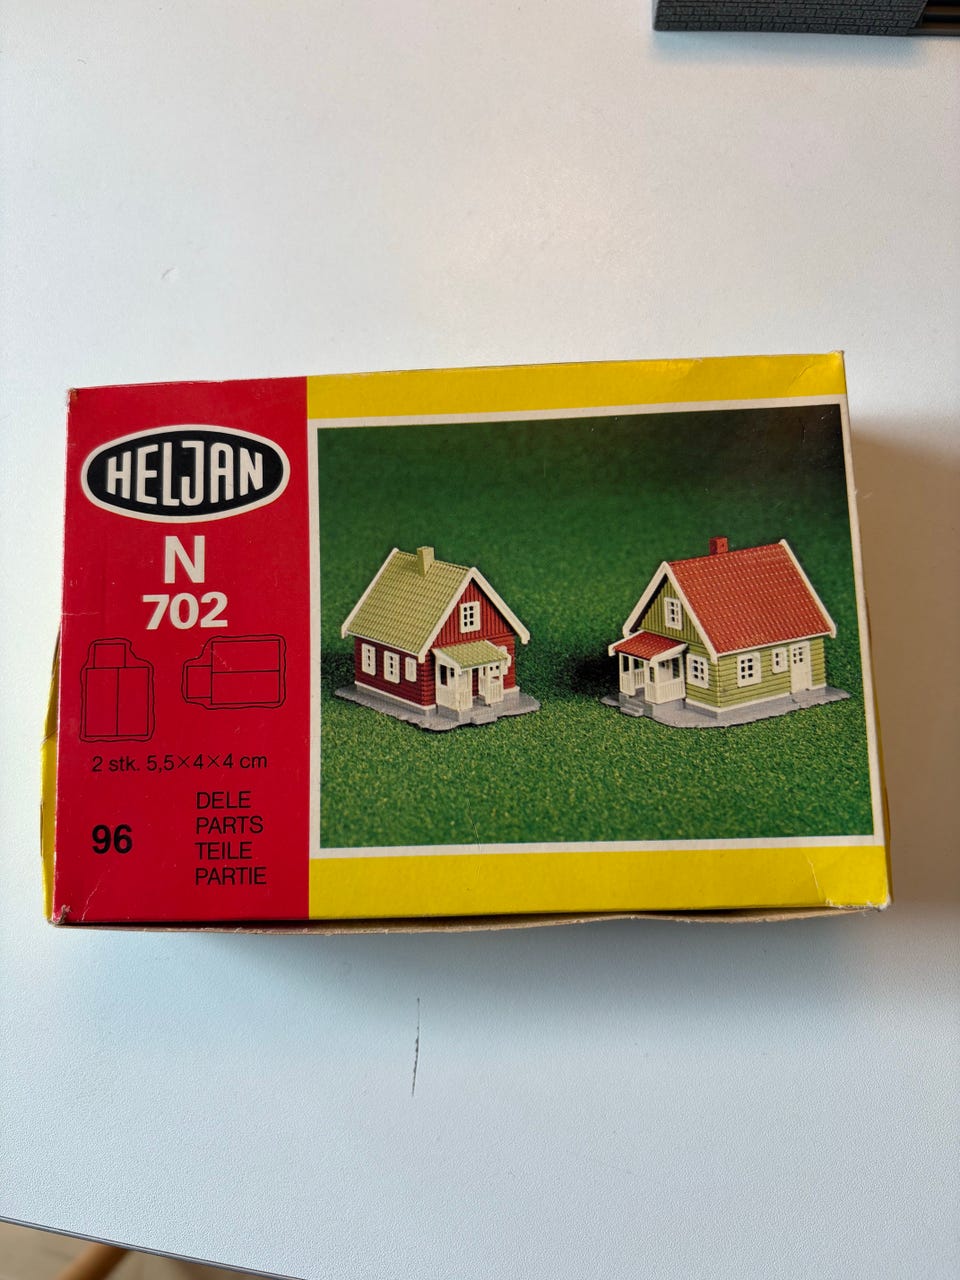 HELJAN
N
702
2 stk. 5,5×4×4 cm
96
DELE
PARTS
TEILE
PARTIE